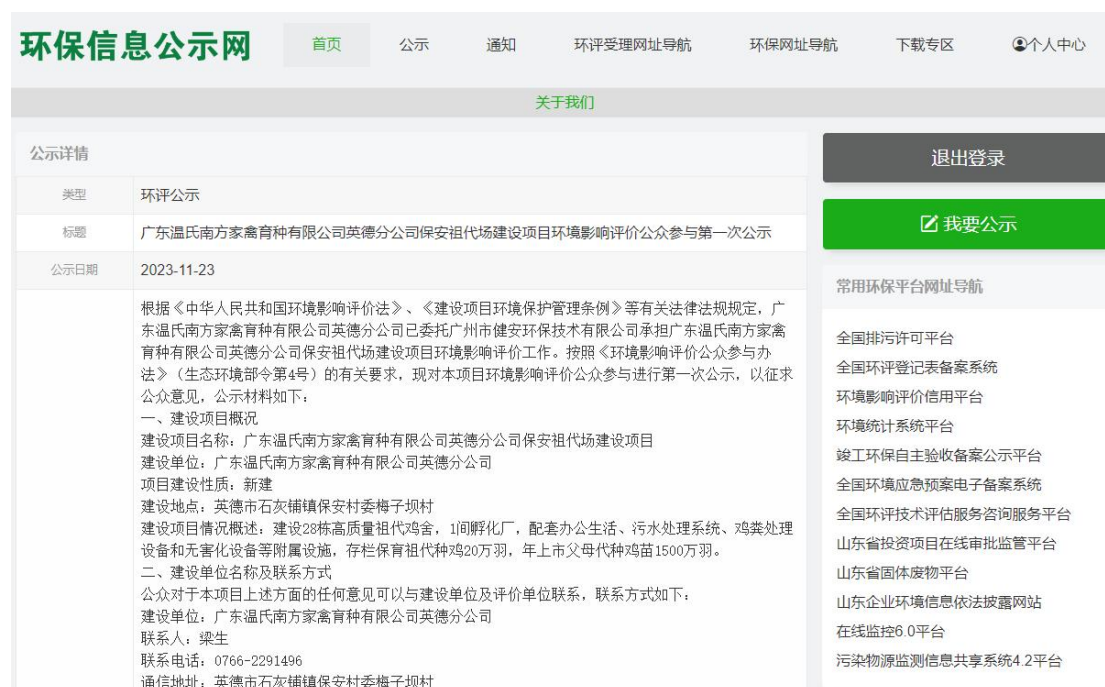 环保信息公示网
首页 公示 通知 环评受理网址导航 环保网址导航 下载专区 个人中心
关于我们
公示详情
类型 环评公示
标题 广东温氏南方家禽育种有限公司英德分公司保安祖代场建设项目环境影响评价公众参与第一次公示
公示日期 2023-11-23
根据《中华人民共和国环境影响评价法》、《建设项目环境保护管理条例》等有关法律法规规定，广
东温氏南方家禽育种有限公司英德分公司已委托广州市健安环保技术有限公司承担广东温氏南方家禽
育种有限公司英德分公司保安祖代场建设项目环境影响评价工作。按照《环境影响评价公众参与办
法》（生态环境部令第4号）的有关要求，现对本项目环境影响评价公众参与进行第一次公示，以征求
公众意见，公示材料如下：
一、建设项目概况
建设项目名称：广东温氏南方家禽育种有限公司英德分公司保安祖代场建设项目
建设单位：广东温氏南方家禽育种有限公司英德分公司
项目建设性质：新建
建设地点：英德市石灰铺镇保安村委梅子坝村
建设项目情况概述：建设28栋高质量祖代鸡舍，1间孵化厂，配套办公生活、污水处理系统、鸡粪处理
设备和无害化设备等附属设施，存栏保育祖代种鸡20万羽，年上市父母代种鸡苗1500万羽。
二、建设单位名称及联系方式
公众对于本项目上述方面的任何意见可以与建设单位及评价单位联系，联系方式如下：
建设单位：广东温氏南方家禽育种有限公司英德分公司
联系人：梁生
联系电话：0766-2291496
通信地址：英德市石灰铺镇保安村委梅子坝村
退出登录
我要公示
常用环保平台网址导航
全国排污许可平台
全国环评登记表备案系统
环境影响评价信用平台
环境统计系统平台
竣工环保自主验收备案公示平台
全国环境应急预案电子备案系统
全国环评技术评估服务咨询服务平台
山东省投资项目在线审批监管平台
山东省固体废物平台
山东企业环境信息依法披露网站
在线监控6.0平台
污染物源监测信息共享系统4.2平台